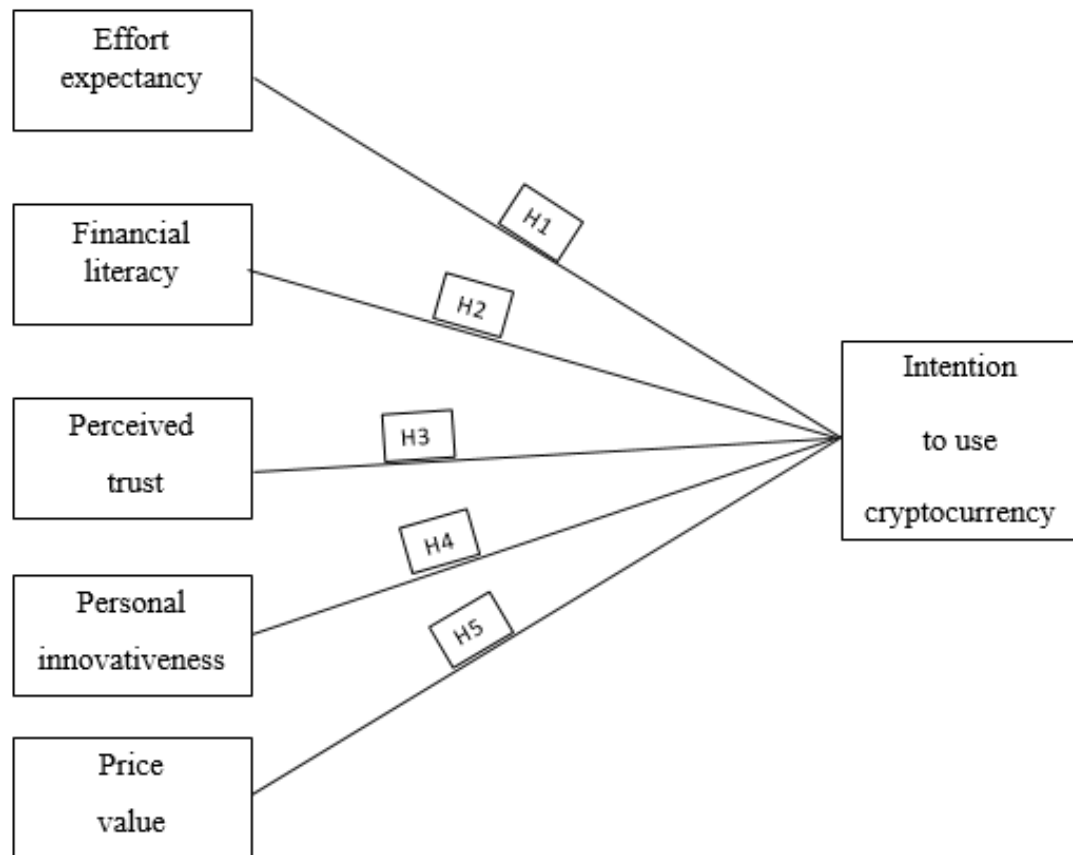 Effort
expectancy
H1
Financial
literacy
H2
Intention
to use
cryptocurrency
Perceived
trust
H3
H4
Personal
innovativeness
H5
Price
value